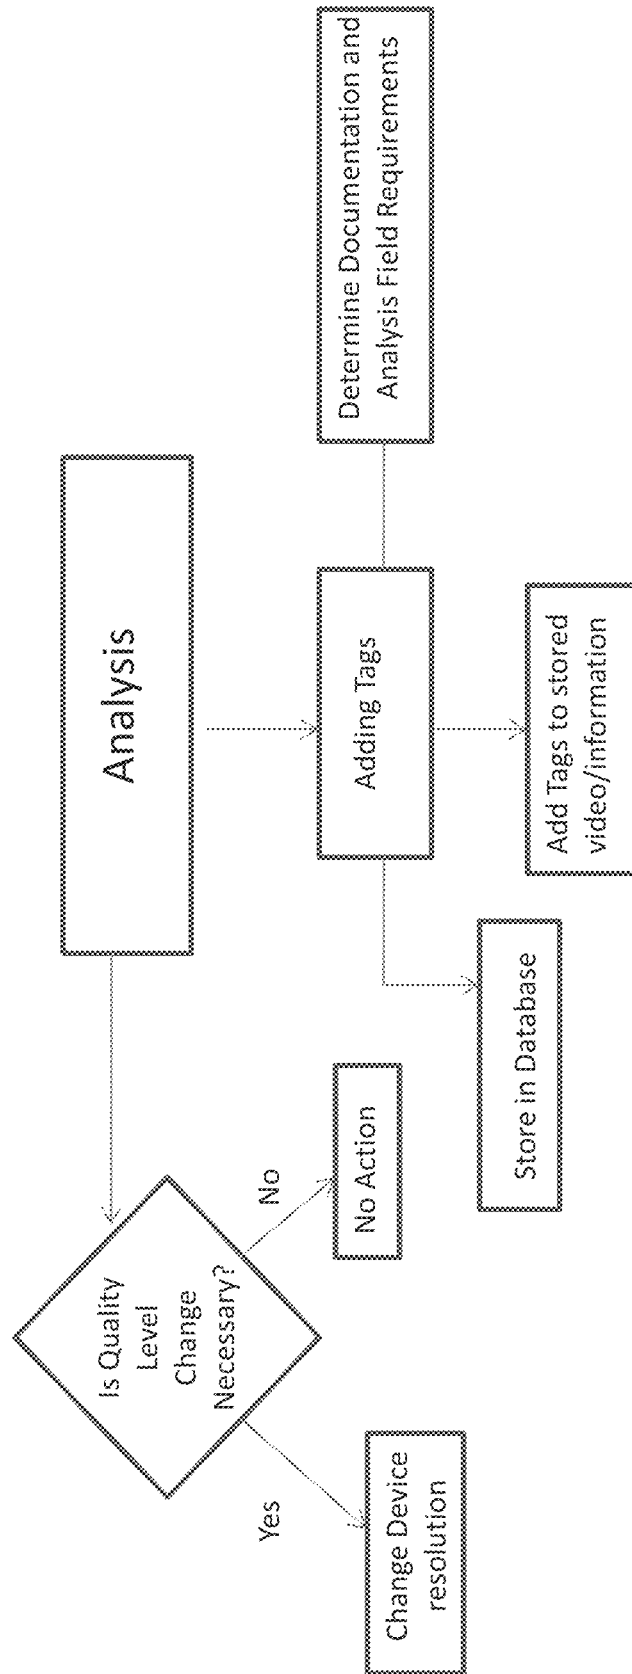 Analysis
Is Quality
Level
Change
Necessary?
Yes
No
Change Device
resolution
No Action
Adding Tags
Determine Documentation and
Analysis Field Requirements
Store in Database
Add Tags to stored
video/information